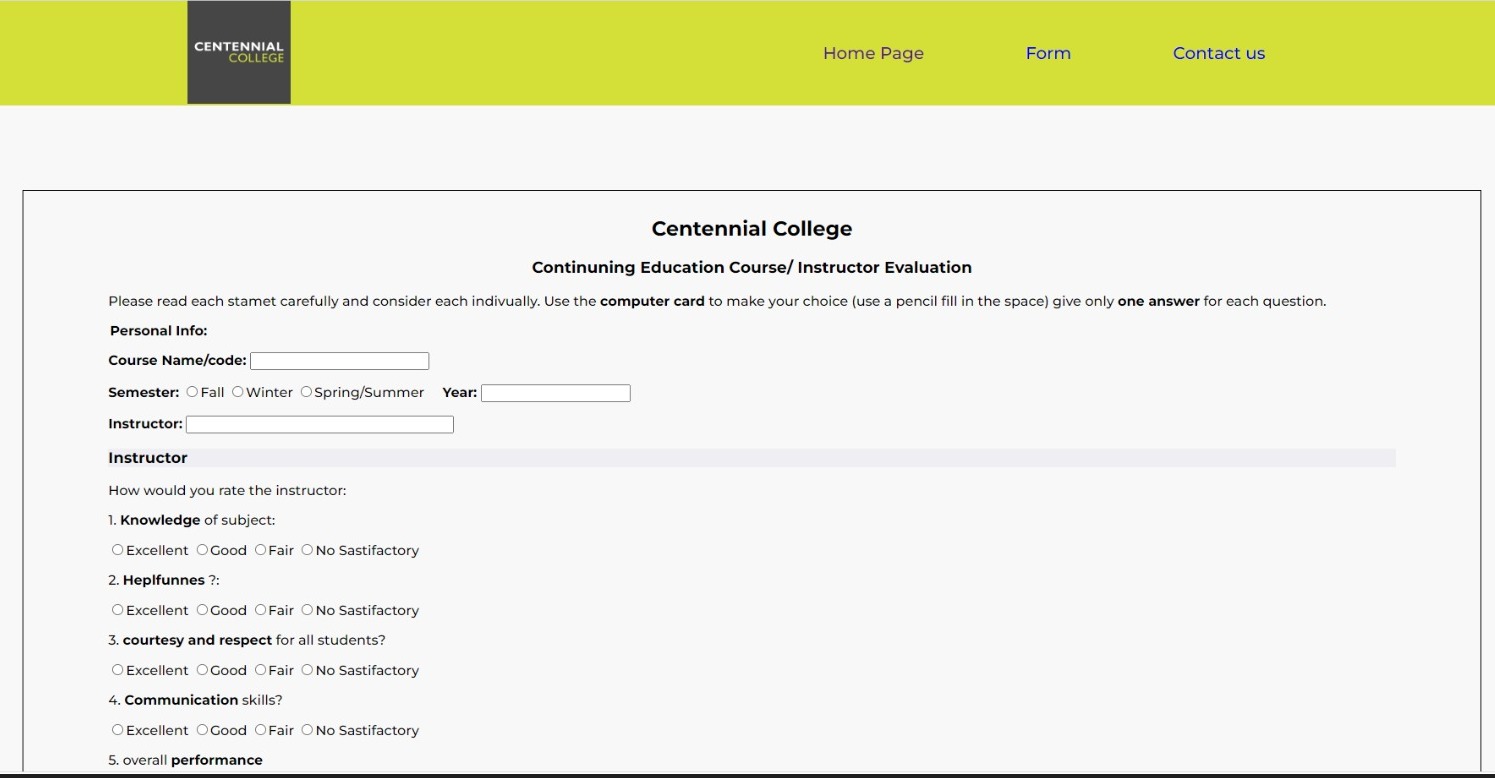 CENTENNIAL
COLLEGE
Home Page Form Contact us
Centennial College
Continuning Education Course/ Instructor Evaluation
Please read each stamet carefully and consider each indivually. Use the computer card to make your choice (use a pencil fill in the space) give only one answer for each question.
Personal Info:
Course Name/code:
Semester: Fall Winter Spring/Summer Year:
Instructor:
Instructor
How would you rate the instructor:
1. Knowledge of subject:
Excellent Good Fair No Sastifactory
2. Heplfunnes ?:
Excellent Good Fair No Sastifactory
3. courtesy and respect for all students?
Excellent Good Fair No Sastifactory
4. Communication skills?
Excellent Good Fair No Sastifactory
5. overall performance